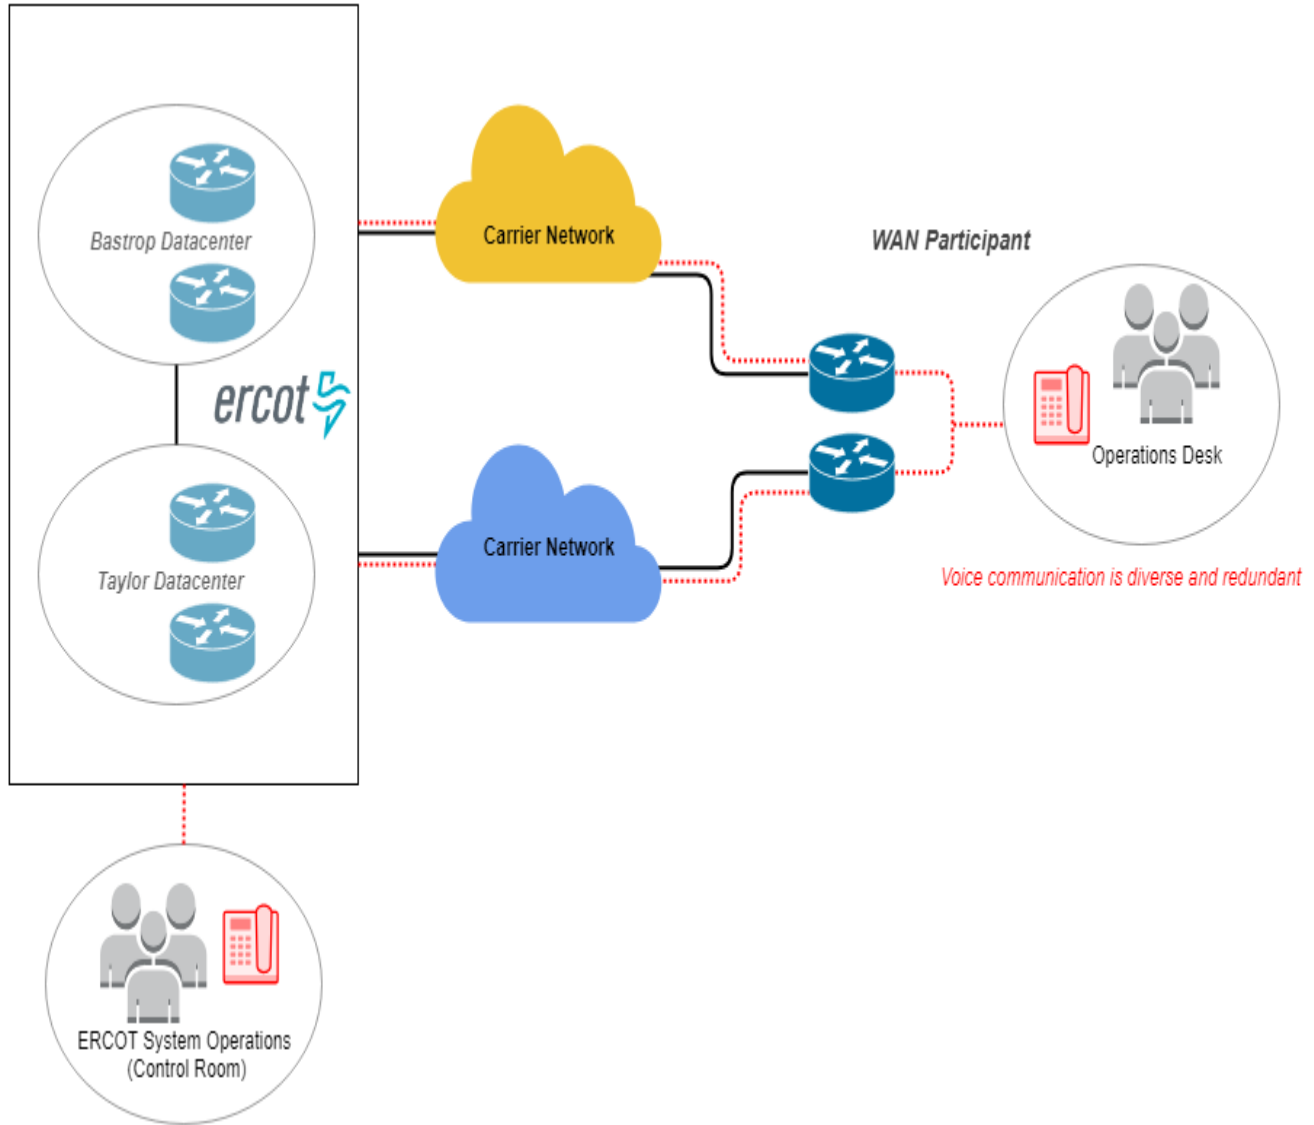 Bastrop Datacenter
ercot
Taylor Datacenter
Carrier Network
Carrier Network
WAN Participant
Operations Desk
Voice communication is diverse and redundant
ERCOT System Operations
(Control Room)